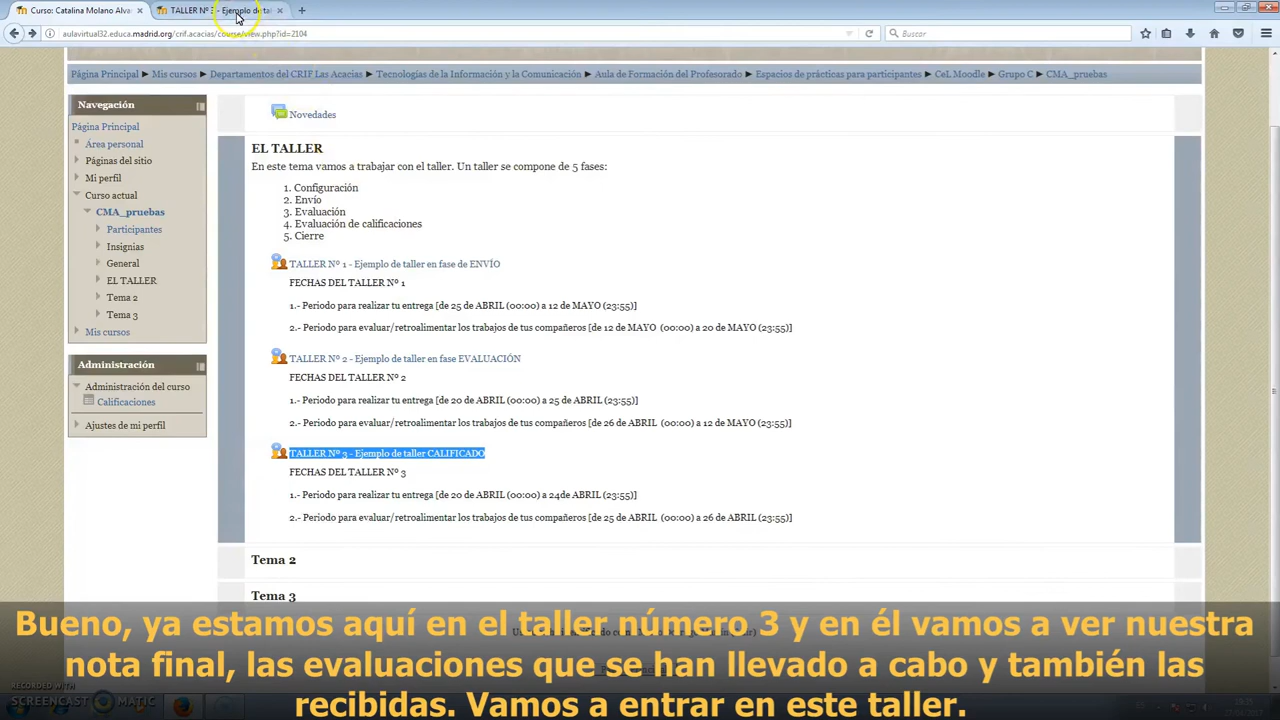 Curso: Catalina Molano Alva
TALLER Nº 3 - Ejemplo de tal
aulavirtual32.educa.madrid.org/crif.acacias/course/view.php?id=2104
Buscar
Página Principal
Mis cursos
Departamentos del CRIF Las Acacias
Tecnologías de la Información y la Comunicación
Aula de Formación del Profesorado
Espacios de prácticas para participantes
CeL Moodle
Grupo C
CMA_pruebas
Navegación
Página Principal
Área personal
Páginas del sitio
Mi perfil
Curso actual
CMA_pruebas
Participantes
Insignias
General
EL TALLER
Tema 2
Tema 3
Mis cursos
Administración
Administración del curso
Calificaciones
Ajustes de mi perfil
Novedades
EL TALLER
En este tema vamos a trabajar con el taller. Un taller se compone de 5 fases:
1. Configuración
2. Envío
3. Evaluación
4. Evaluación de calificaciones
5. Cierre
TALLER Nº 1 - Ejemplo de taller en fase de ENVÍO
FECHAS DEL TALLER Nº 1
1.- Periodo para realizar tu entrega [de 25 de ABRIL (00:00) a 12 de MAYO (23:55)]
2.- Periodo para evaluar/retroalimentar los trabajos de tus compañeros [de 12 de MAYO (00:00) a 20 de MAYO (23:55)]
TALLER Nº 2 - Ejemplo de taller en fase EVALUACIÓN
FECHAS DEL TALLER Nº 2
1.- Periodo para realizar tu entrega [de 20 de ABRIL (00:00) a 25 de ABRIL (23:55)]
2.- Periodo para evaluar/retroalimentar los trabajos de tus compañeros [de 26 de ABRIL (00:00) a 12 de MAYO (23:55)]
TALLER Nº 3 - Ejemplo de taller CALIFICADO
FECHAS DEL TALLER Nº 3
1.- Periodo para realizar tu entrega [de 20 de ABRIL (00:00) a 24de ABRIL (23:55)]
2.- Periodo para evaluar/retroalimentar los trabajos de tus compañeros [de 25 de ABRIL (00:00) a 26 de ABRIL (23:55)]
Tema 2
Tema 3
Bueno, ya estamos aquí en el taller número 3 y en él vamos a ver nuestra
nota final, las evaluaciones que se han llevado a cabo y también las
recibidas. Vamos a entrar en este taller.
RECORDED WITH
SCREENCAST MATIC